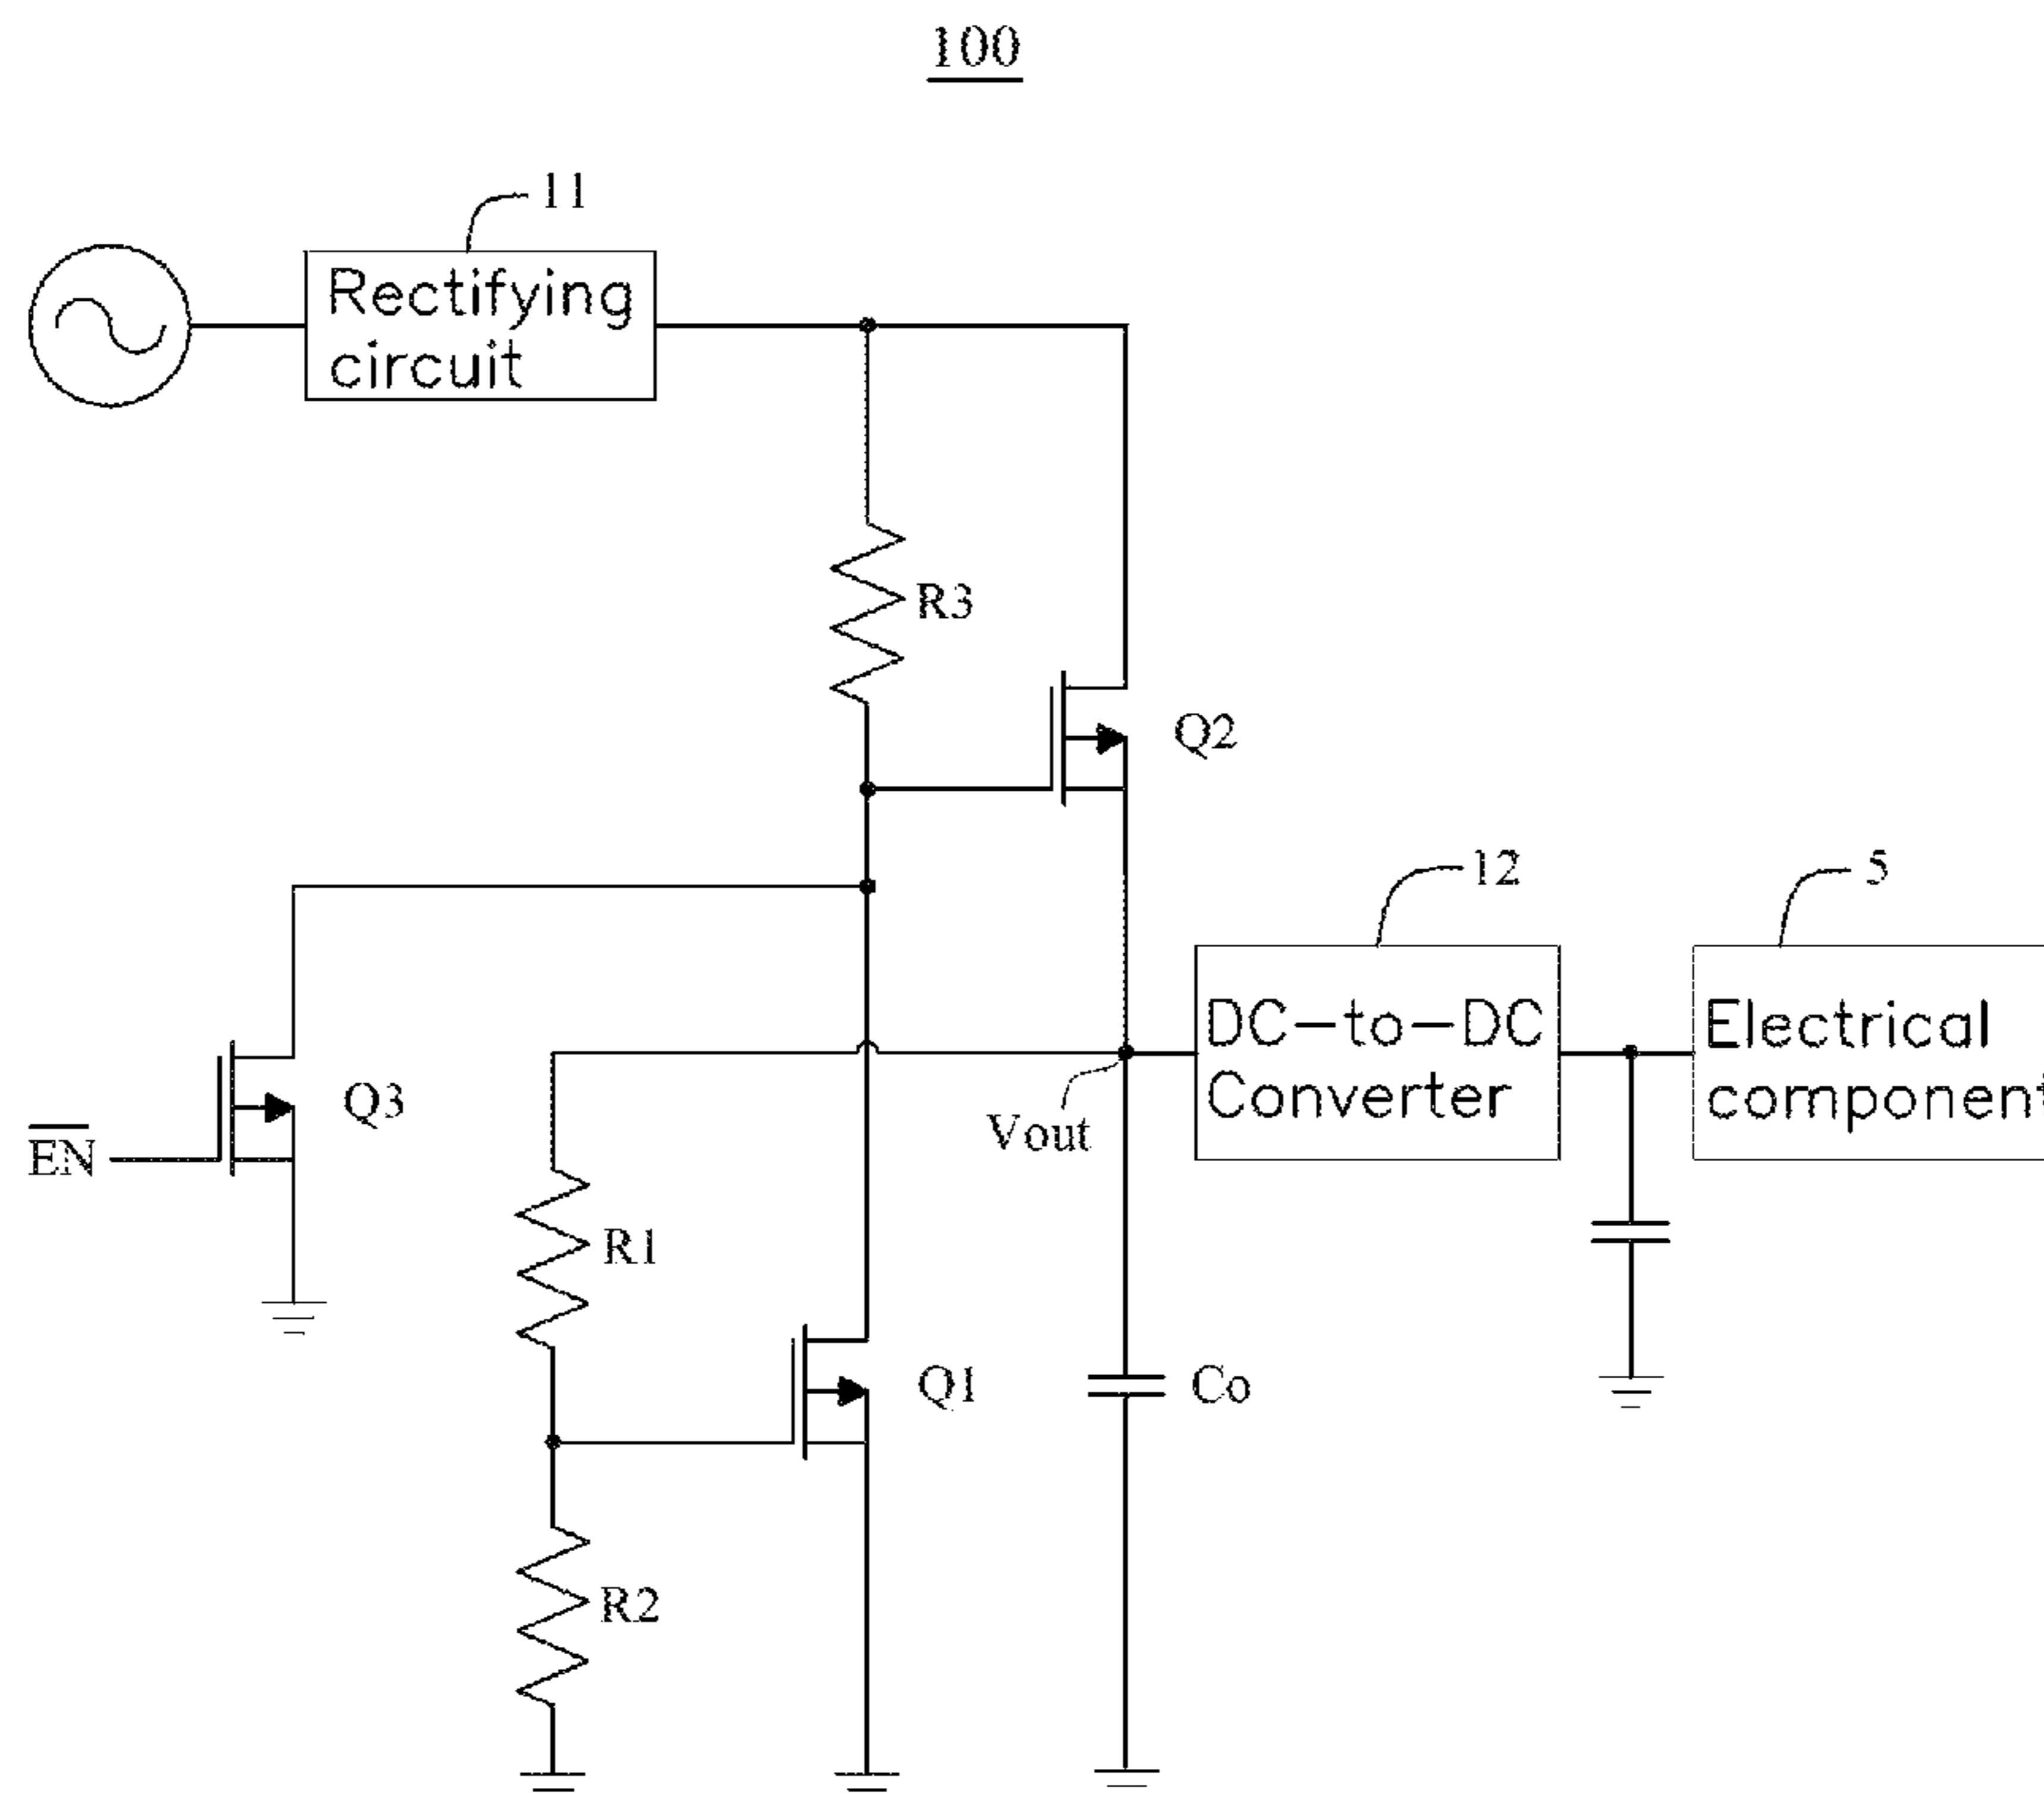 100
11
Rectifying
circuit
R3
Q2
12
5
DC-to-DC
Converter
Electrical
component
Q3
EN
Vout
R1
Q1
Co
R2